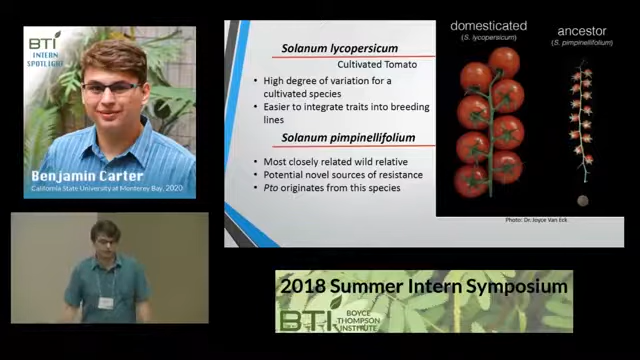 BTI
INTERN
SPOTLIGHT
Benjamin Carter
California State University at Monterey Bay, 2020
Solanum lycopersicum
Cultivated Tomato
• High degree of variation for a
cultivated species
• Easier to integrate traits into breeding
lines
Solanum pimpinellifolium
• Most closely related wild relative
• Potential novel sources of resistance
• Pto originates from this species
domesticated
(S. lycopersicum)
ancestor
(S. pimpinellifolium)
Photo: Dr. Joyce Van Eck
2018 Summer Intern Symposium
BTI
BOYCE
THOMPSON
INSTITUTE